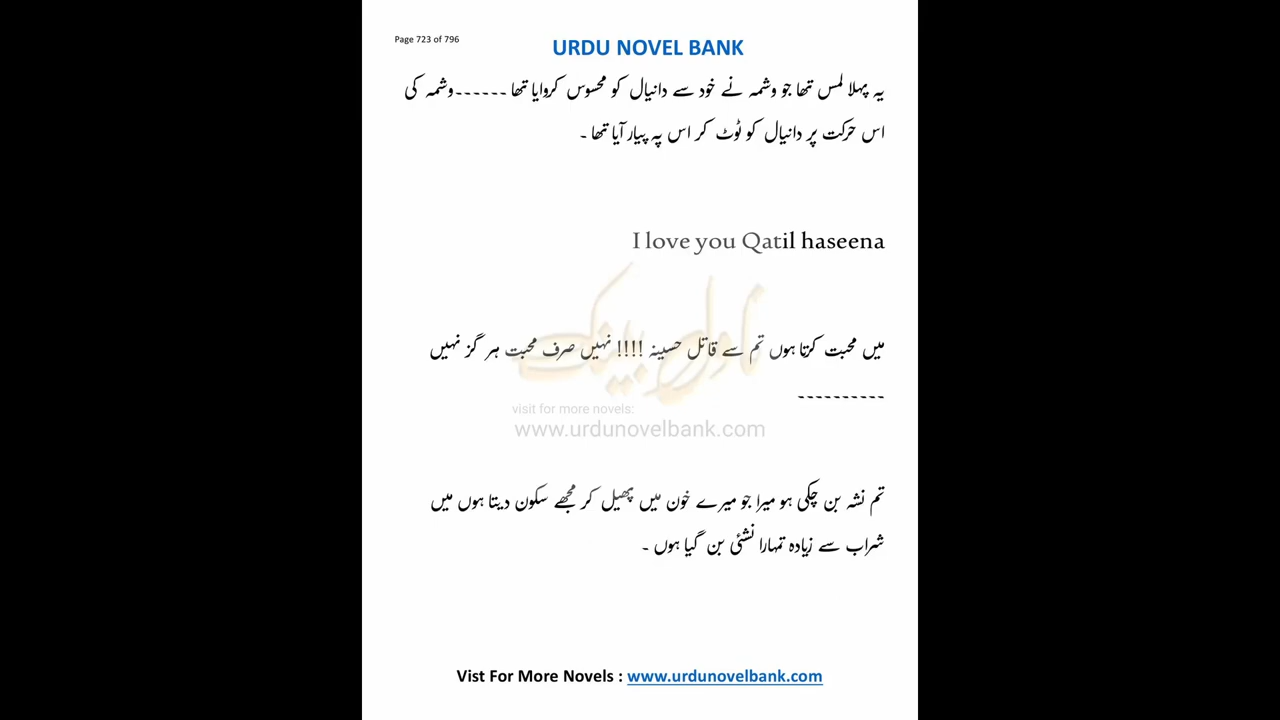 Page 723 of 796
URDU NOVEL BANK
یہ پہلا لمس تھا جو وشمہ نے خود سے دانیال کو محسوس کروایا تھا ------وشمہ کی
اس حرکت پر دانیال کو ٹوٹ کر اس پہ پیار آیا تھا ۔
I love you Qatil haseena
میں محبت کرتا ہوں تم سے قاتل حسینہ !!!! نہیں صرف محبت ہر گز نہیں
----------
ناول بینک
visit for more novels:
www.urdunovelbank.com
تم نشہ بن چکی ہو میرا جو میرے خون میں پھیل کر مجھے سکون دیتا ہوں میں
شراب سے زیادہ تمہارا نشئی بن گیا ہوں ۔
Vist For More Novels : www.urdunovelbank.com